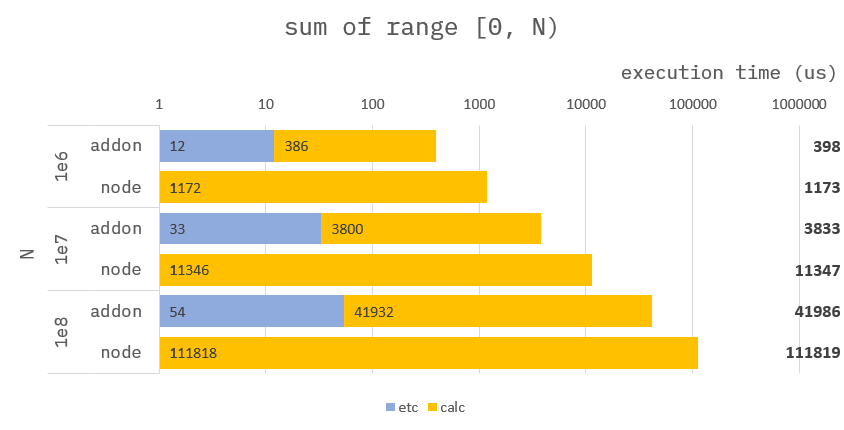 sum of range [0, N)
execution time (us)
1 10 100 1000 10000 100000 1000000
N
1e6
addon 12 386 398
node 1172 1173
1e7
addon 33 3800 3833
node 11346 11347
1e8
addon 54 41932 41986
node 111818 111819
etc calc